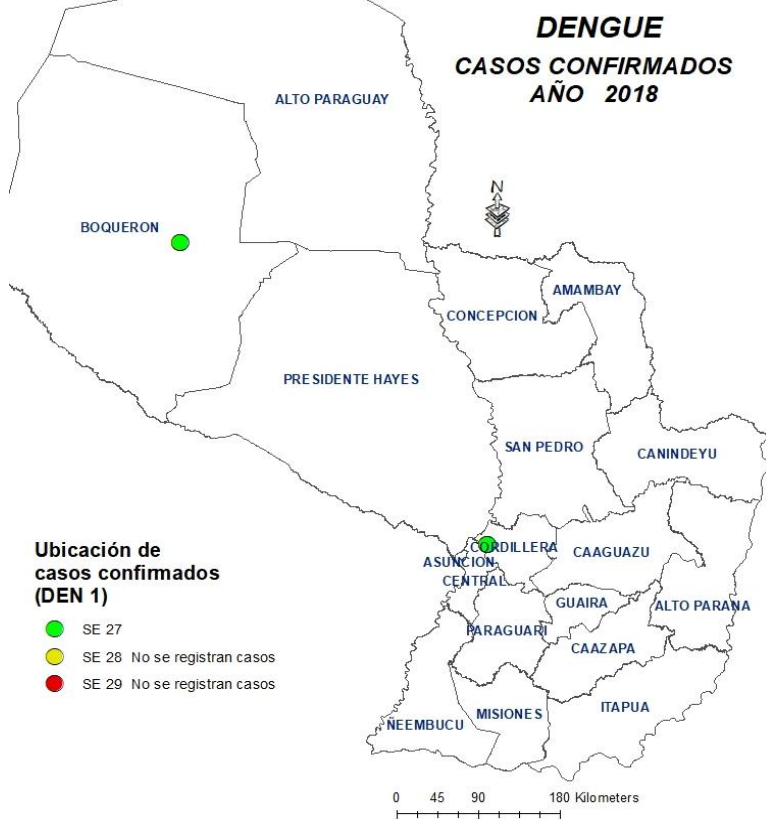 DENGUE
CASOS CONFIRMADOS
AÑO 2018
ALTO PARAGUAY
N
BOQUERON
AMAMBAY
CONCEPCION
PRESIDENTE HAYES
SAN PEDRO
CANINDEYU
CORDILLERA
CAAGUAZU
ASUNCION
CENTRAL
GUAIRA
ALTO PARANA
PARAGUARI
CAAZAPA
ITAPUA
MISIONES
ÑEEMBUCU
Ubicación de
casos confirmados
(DEN 1)
SE 27
SE 28 No se registran casos
SE 29 No se registran casos
0 45 90 180 Kilometers